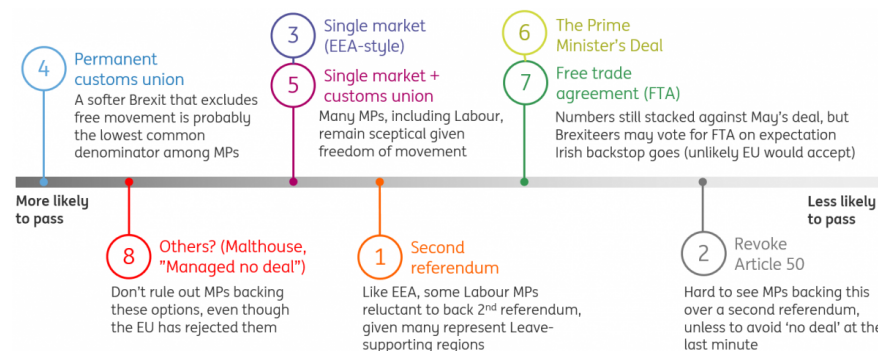 4
Permanent
customs union
A softer Brexit that excludes
free movement is probably
the lowest common
denominator among MPs
3
Single market
(EEA-style)
5
Single market +
customs union
Many MPs, including Labour,
remain sceptical given
freedom of movement
6
The Prime
Minister's Deal
7
Free trade
agreement (FTA)
Numbers still stacked against May's deal, but
Brexiteers may vote for FTA on expectation
Irish backstop goes (unlikely EU would accept)
More likely
to pass
Less likely
to pass
8
Others? (Malthouse,
"Managed no deal")
Don't rule out MPs backing
these options, even though
the EU has rejected them
1
Second
referendum
Like EEA, some Labour MPs
reluctant to back 2nd referendum,
given many represent Leave-
supporting regions
2
Revoke
Article 50
Hard to see MPs backing this
over a second referendum,
unless to avoid 'no deal' at the
last minute